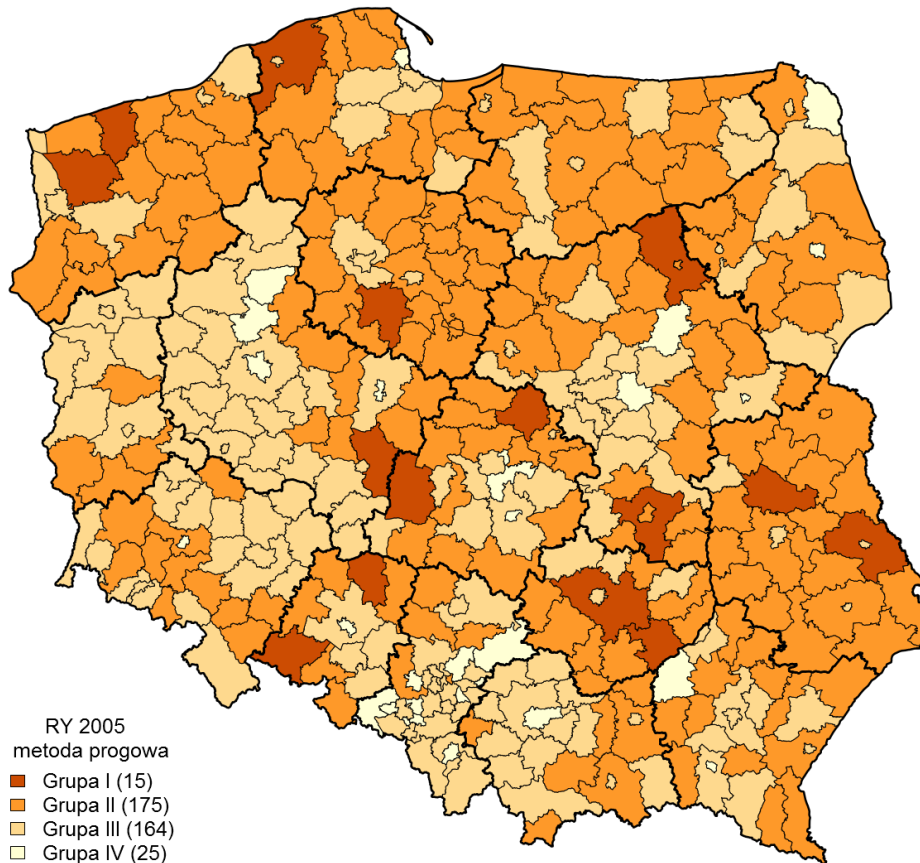 RY 2005
metoda progowa
Grupa I (15)
Grupa II (175)
Grupa III (164)
Grupa IV (25)